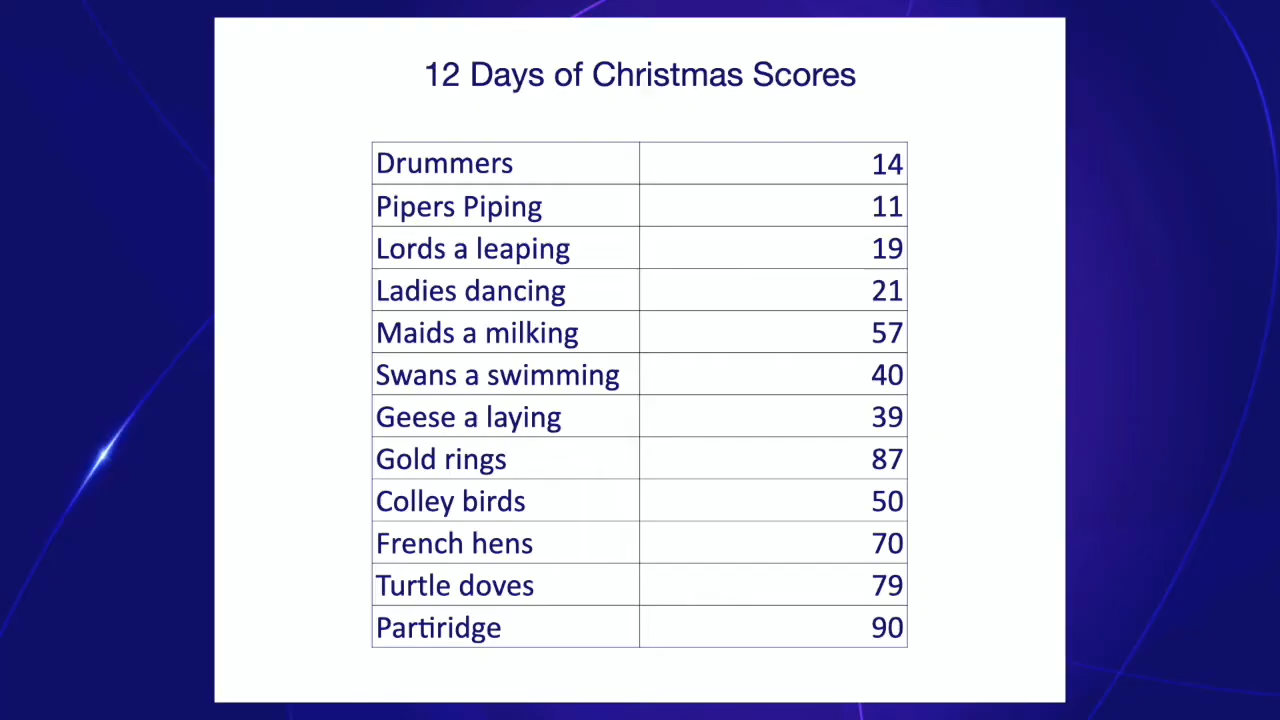 12 Days of Christmas Scores
Drummers 14
Pipers Piping 11
Lords a leaping 19
Ladies dancing 21
Maids a milking 57
Swans a swimming 40
Geese a laying 39
Gold rings 87
Colley birds 50
French hens 70
Turtle doves 79
Partiridge 90